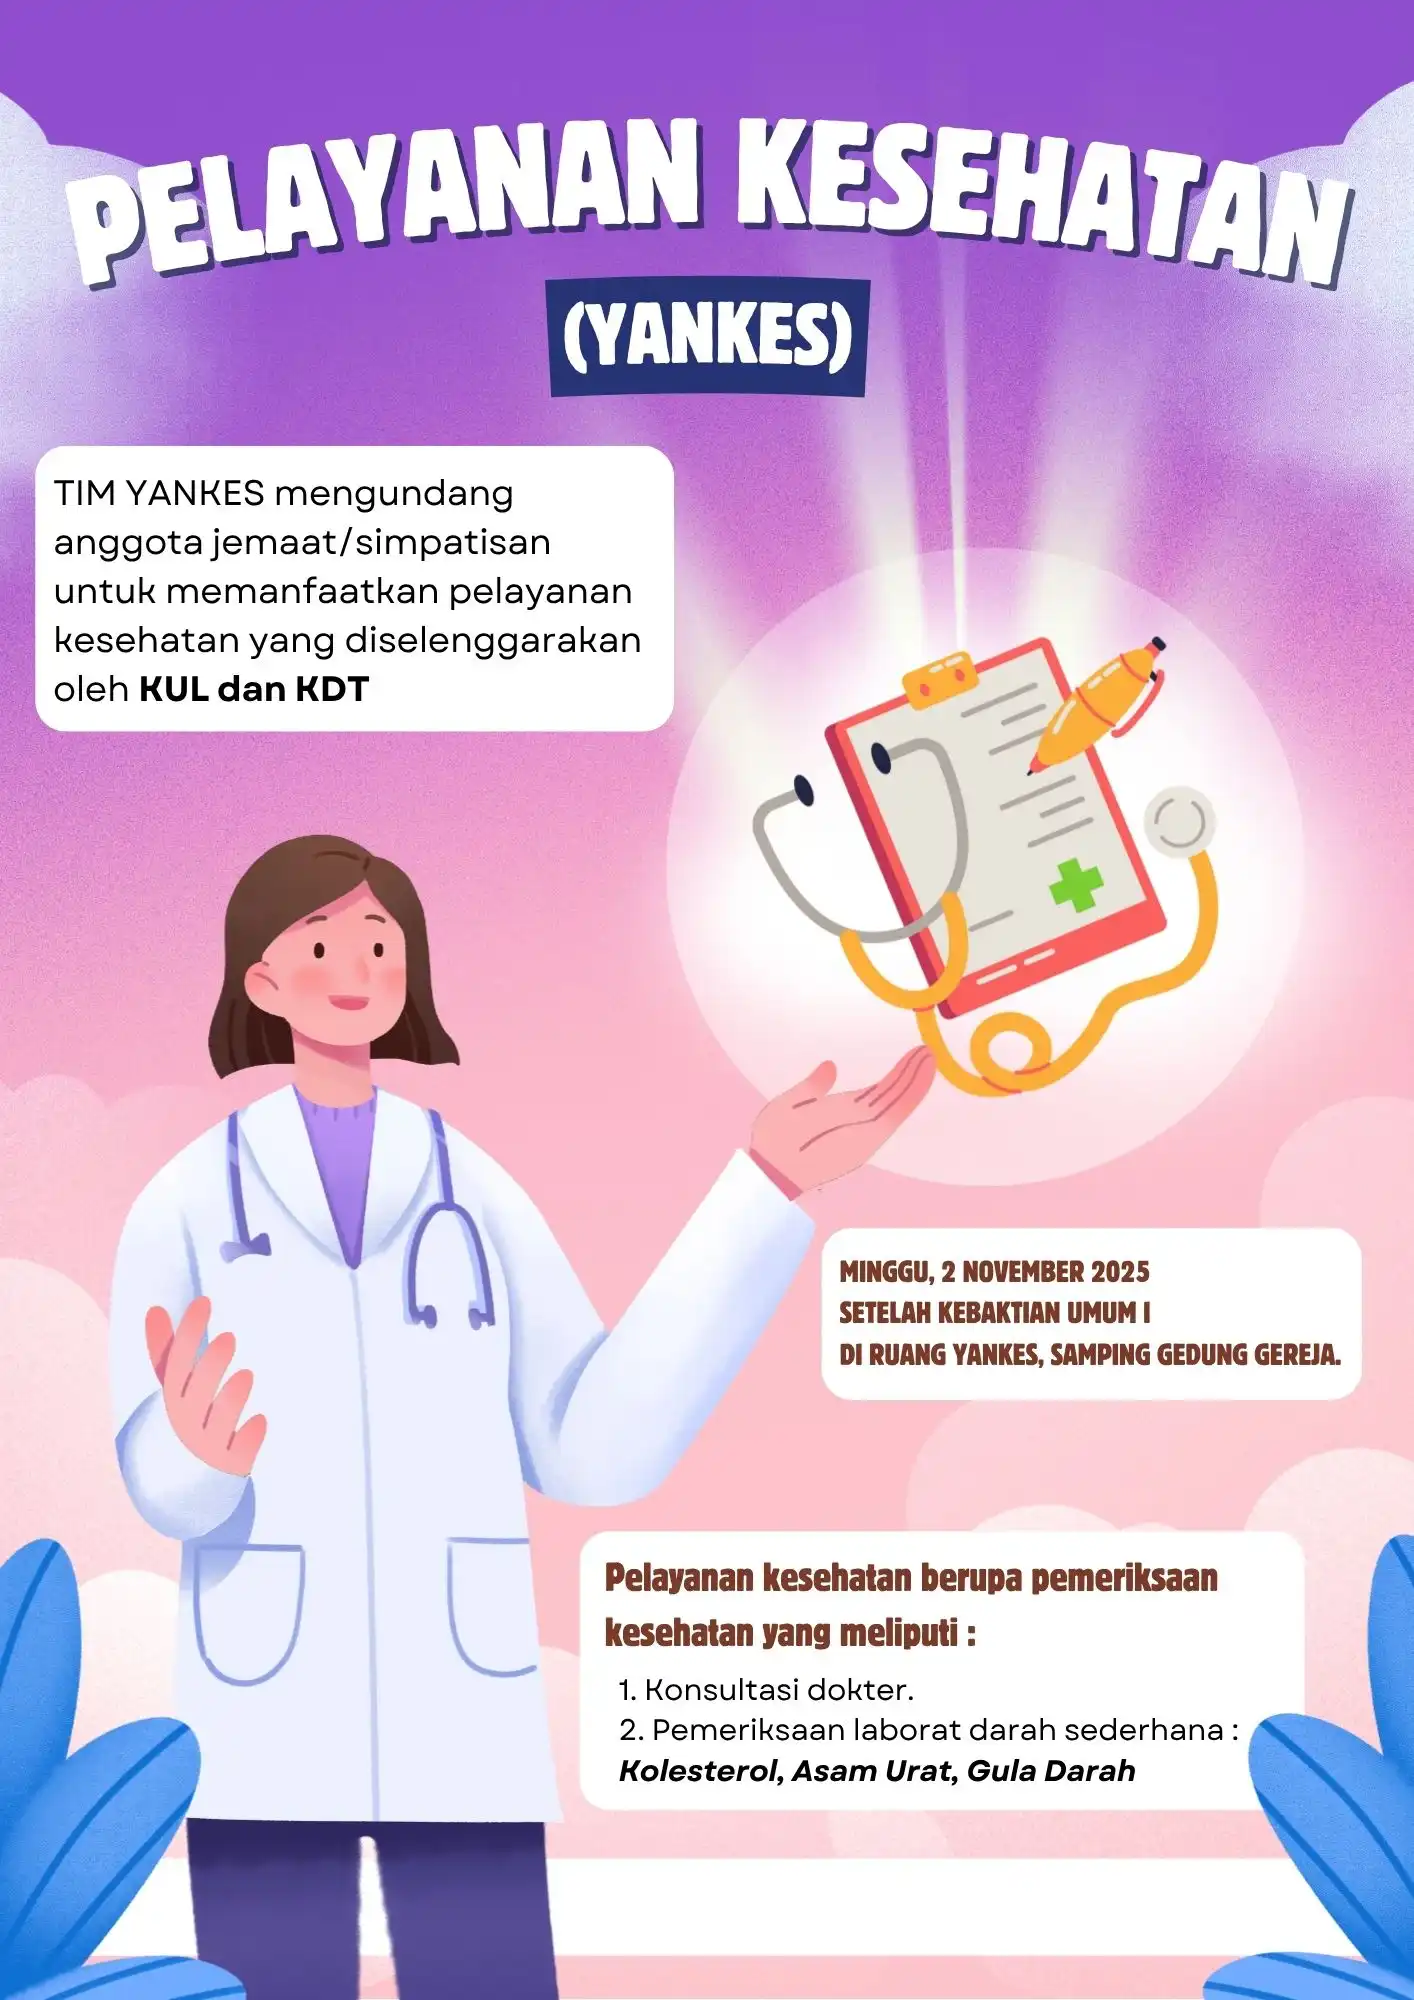 PELAYANAN KESEHATAN
(YANKES)
TIM YANKES mengundang
anggota jemaat/simpatisan
untuk memanfaatkan pelayanan
kesehatan yang diselenggarakan
oleh KUL dan KDT
MINGGU, 2 NOVEMBER 2025
SETELAH KEBAKTIAN UMUM I
DI RUANG YANKES, SAMPING GEDUNG GEREJA.
Pelayanan kesehatan berupa pemeriksaan
kesehatan yang meliputi :
1. Konsultasi dokter.
2. Pemeriksaan laborat darah sederhana :
Kolesterol, Asam Urat, Gula Darah